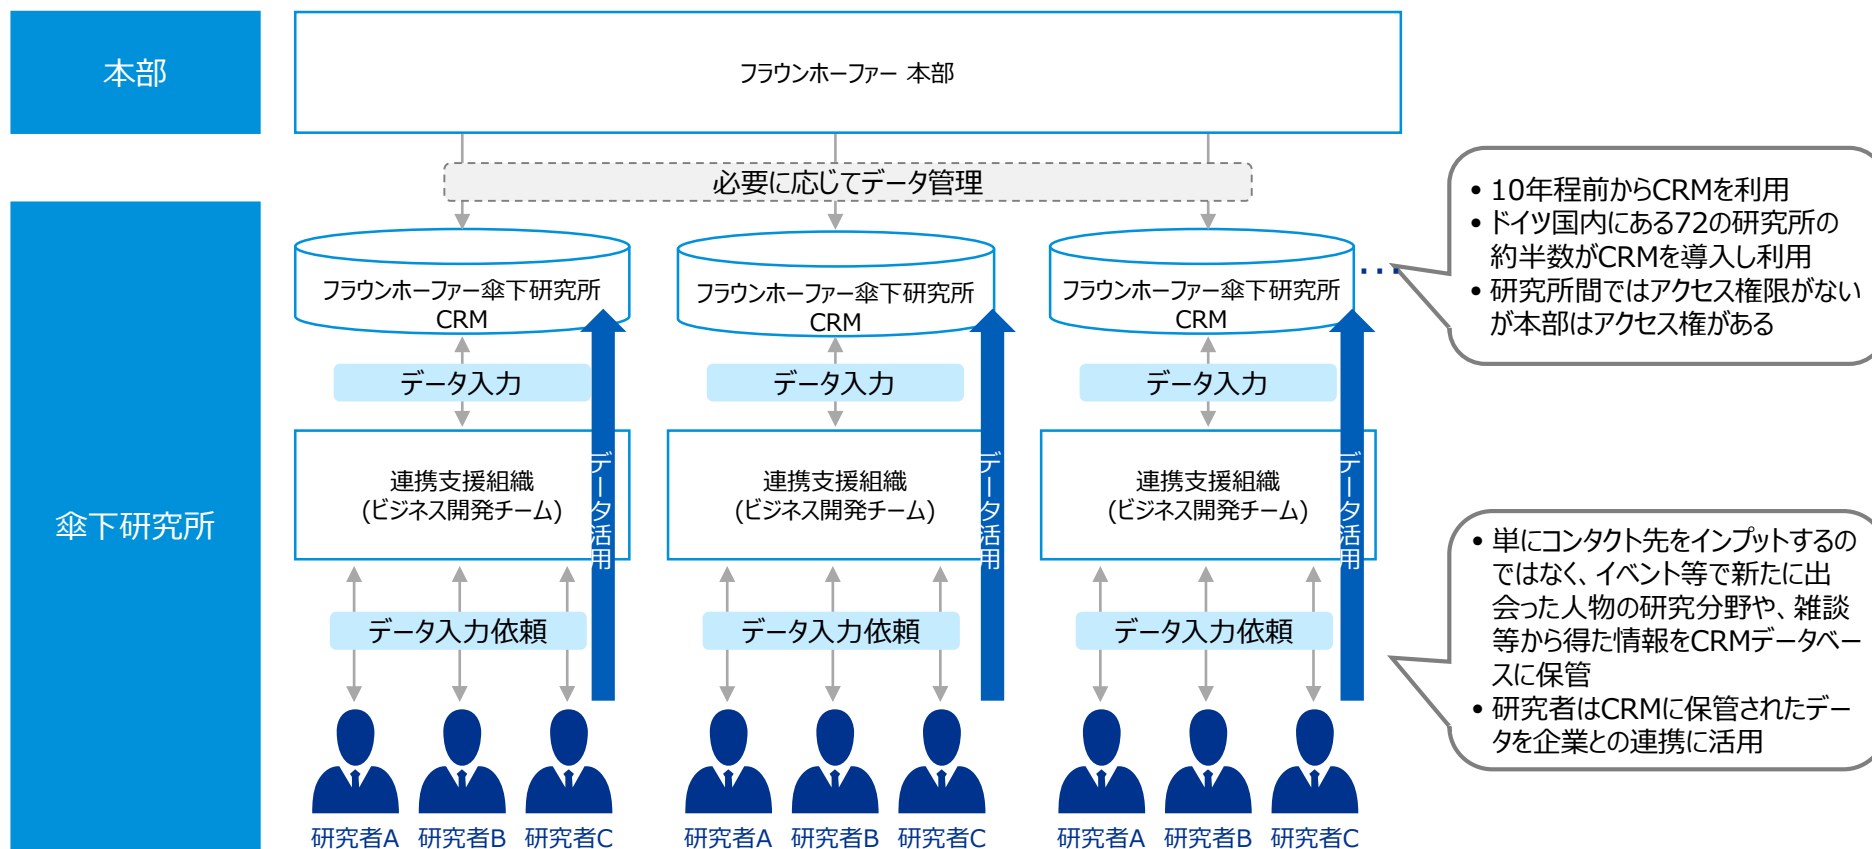 本部
フラウンホーファー 本部
必要に応じてデータ管理
傘下研究所
フラウンホーファー傘下研究所
CRM
フラウンホーファー傘下研究所
CRM
フラウンホーファー傘下研究所
CRM
…
• 10年程前からCRMを利用
• ドイツ国内にある72の研究所の
約半数がCRMを導入し利用
• 研究所間ではアクセス権限がない
が本部はアクセス権がある
データ入力
データ入力
データ入力
連携支援組織
(ビジネス開発チーム)
データ活用
連携支援組織
(ビジネス開発チーム)
データ活用
連携支援組織
(ビジネス開発チーム)
データ活用
データ入力依頼
データ入力依頼
データ入力依頼
• 単にコンタクト先をインプットするの
ではなく、イベント等で新たに出
会った人物の研究分野や、雑談
等から得た情報をCRMデータベー
スに保管
• 研究者はCRMに保管されたデー
タを企業との連携に活用
研究者A 研究者B 研究者C
研究者A 研究者B 研究者C
研究者A 研究者B 研究者C